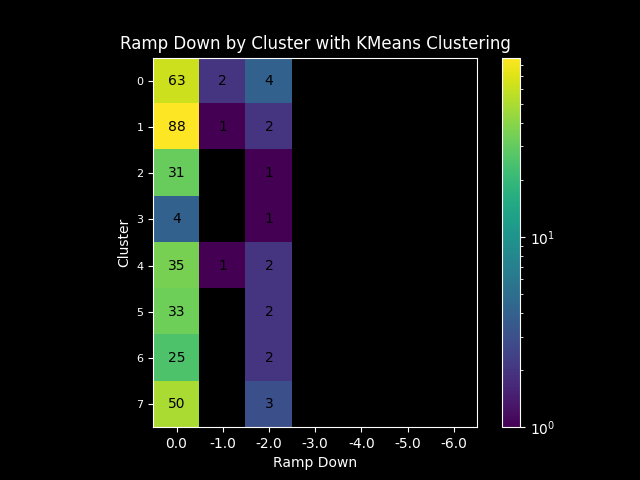 Ramp Down by Cluster with KMeans Clustering
0 63 2 4
1 88 1 2
2 31 1
3 4 1
4 35 1 2
5 33 2
6 25 2
7 50 3
0.0 -1.0 -2.0 -3.0 -4.0 -5.0 -6.0
Ramp Down
Cluster
10¹
10⁰